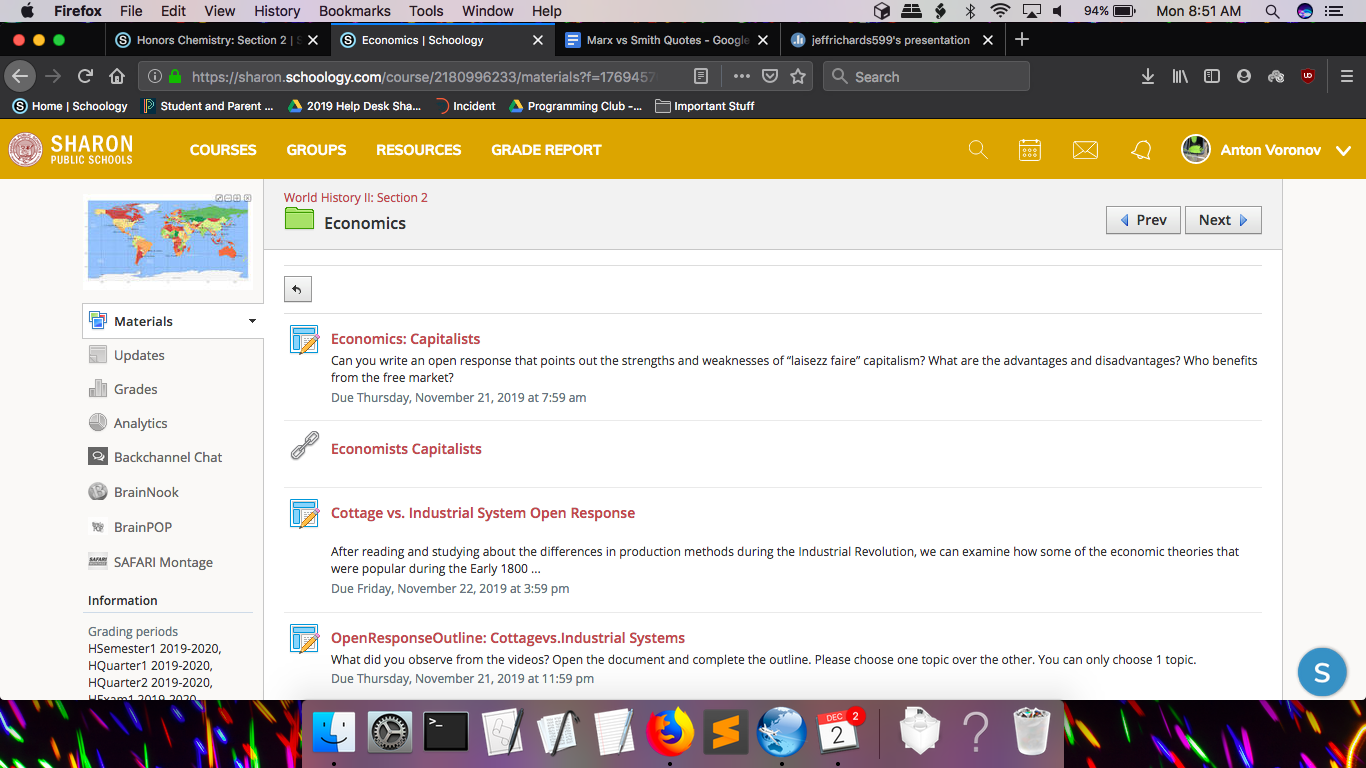 Firefox File Edit View History Bookmarks Tools Window Help 94% Mon 8:51 AM
Honors Chemistry: Section 2 | S
Economics | Schoology
Marx vs Smith Quotes - Google
jeffrichards599's presentation
https://sharon.schoology.com/course/2180996233/materials?f=176945
Search
Home | Schoology
Student and Parent ...
2019 Help Desk Sha...
Incident
Programming Club -...
Important Stuff
SHARON
PUBLIC SCHOOLS
COURSES GROUPS RESOURCES GRADE REPORT
Anton Voronov
World History II: Section 2
Economics
Prev
Next
Materials
Updates
Grades
Analytics
Backchannel Chat
BrainNook
BrainPOP
SAFARI Montage
Information
Grading periods
HSemester1 2019-2020,
HQuarter1 2019-2020,
HQuarter2 2019-2020,
HExam1 2019-2020
Economics: Capitalists
Can you write an open response that points out the strengths and weaknesses of “laisezz faire” capitalism? What are the advantages and disadvantages? Who benefits
from the free market?
Due Thursday, November 21, 2019 at 7:59 am
Economists Capitalists
Cottage vs. Industrial System Open Response
After reading and studying about the differences in production methods during the Industrial Revolution, we can examine how some of the economic theories that
were popular during the Early 1800 ...
Due Friday, November 22, 2019 at 3:59 pm
OpenResponseOutline: Cottagevs.Industrial Systems
What did you observe from the videos? Open the document and complete the outline. Please choose one topic over the other. You can only choose 1 topic.
Due Thursday, November 21, 2019 at 11:59 pm
S
DEC
2
2